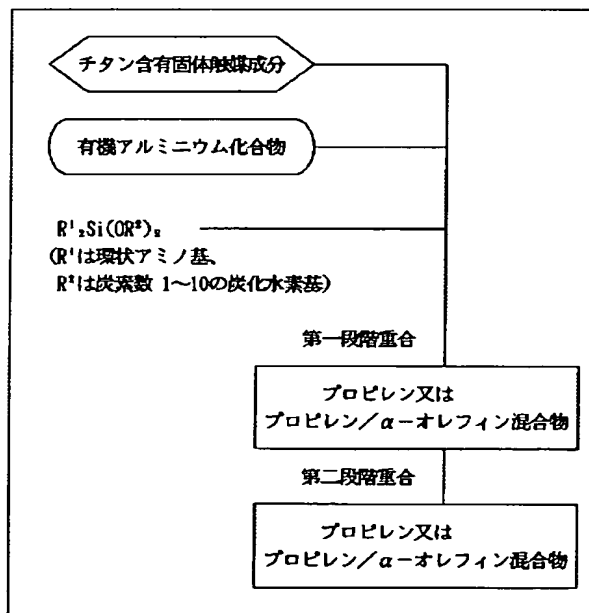 チタン含有固体触媒成分
有機アルミニウム化合物
R¹₂Si(OR²)₂
(R¹は環状アミノ基、
R²は炭素数 1~10の炭化水素基)
第一段階重合
プロピレン又は
プロピレン/α-オレフィン混合物
第二段階重合
プロピレン又は
プロピレン/α-オレフィン混合物